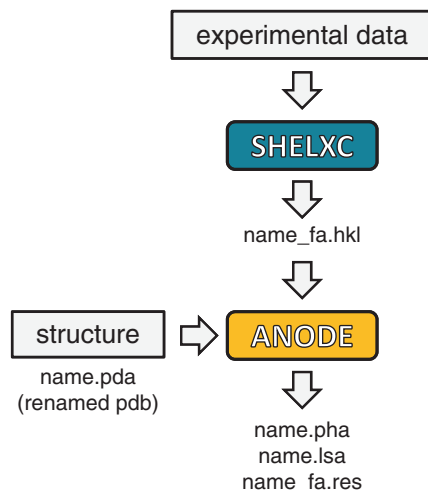 experimental data
SHELXC
name_fa.hkl
structure
ANODE
name.pda
(renamed pdb)
name.pha
name.lsa
name_fa.res